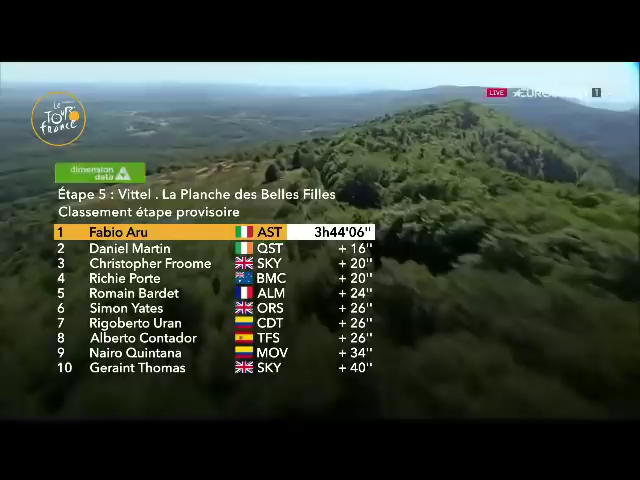 LIVE EUROSPORT 1
Le
TOUR
de
france
dimension
data
Étape 5 : Vittel . La Planche des Belles Filles
Classement étape provisoire
1 Fabio Aru AST 3h44'06''
2 Daniel Martin QST + 16''
3 Christopher Froome SKY + 20''
4 Richie Porte BMC + 20''
5 Romain Bardet ALM + 24''
6 Simon Yates ORS + 26''
7 Rigoberto Uran CDT + 26''
8 Alberto Contador TFS + 26''
9 Nairo Quintana MOV + 34''
10 Geraint Thomas SKY + 40''